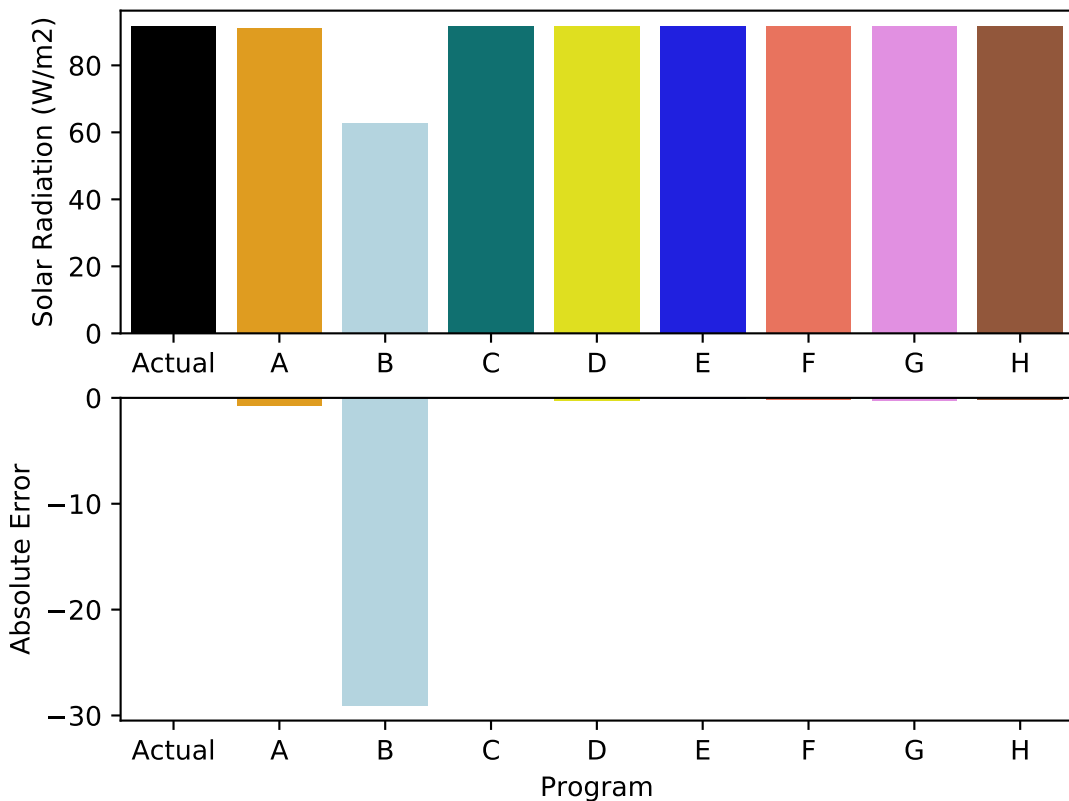 Solar Radiation (W/m2)
80
60
40
20
0
Actual A B C D E F G H
Absolute Error
0
−10
−20
−30
Actual A B C D E F G H
Program